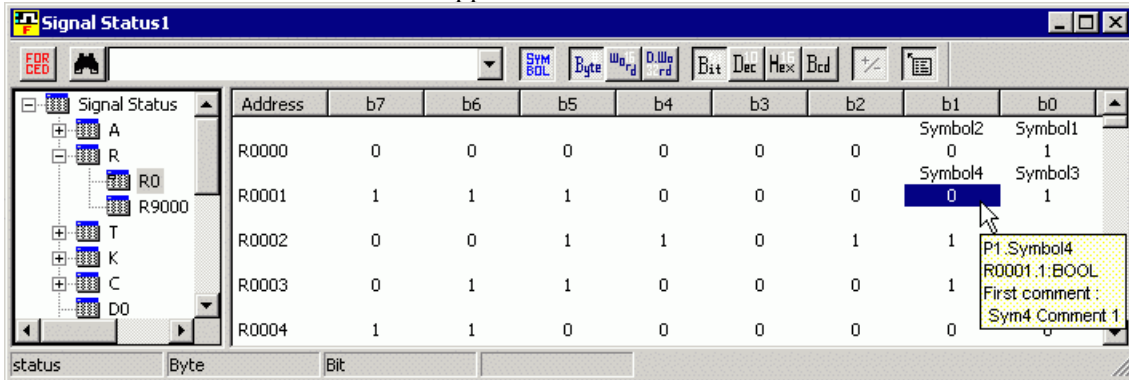 Signal Status1
FOR CED SYM BOL Byte Word D.Word Bit Dec Hex Bcd +/-
Signal Status
A
R
R0
R9000
T
K
C
D0
Address b7 b6 b5 b4 b3 b2 b1 b0
Symbol2 Symbol1
R0000 0 0 0 0 0 0 0 1
Symbol4 Symbol3
R0001 1 1 1 0 0 0 0 1
R0002 0 0 1 1 0 1 1
R0003 0 1 1 0 0 0 1
R0004 1 1 0 0 0 0 0 0
P1.Symbol4
R0001.1:BOOL
First comment :
Sym4 Comment 1
status Byte Bit